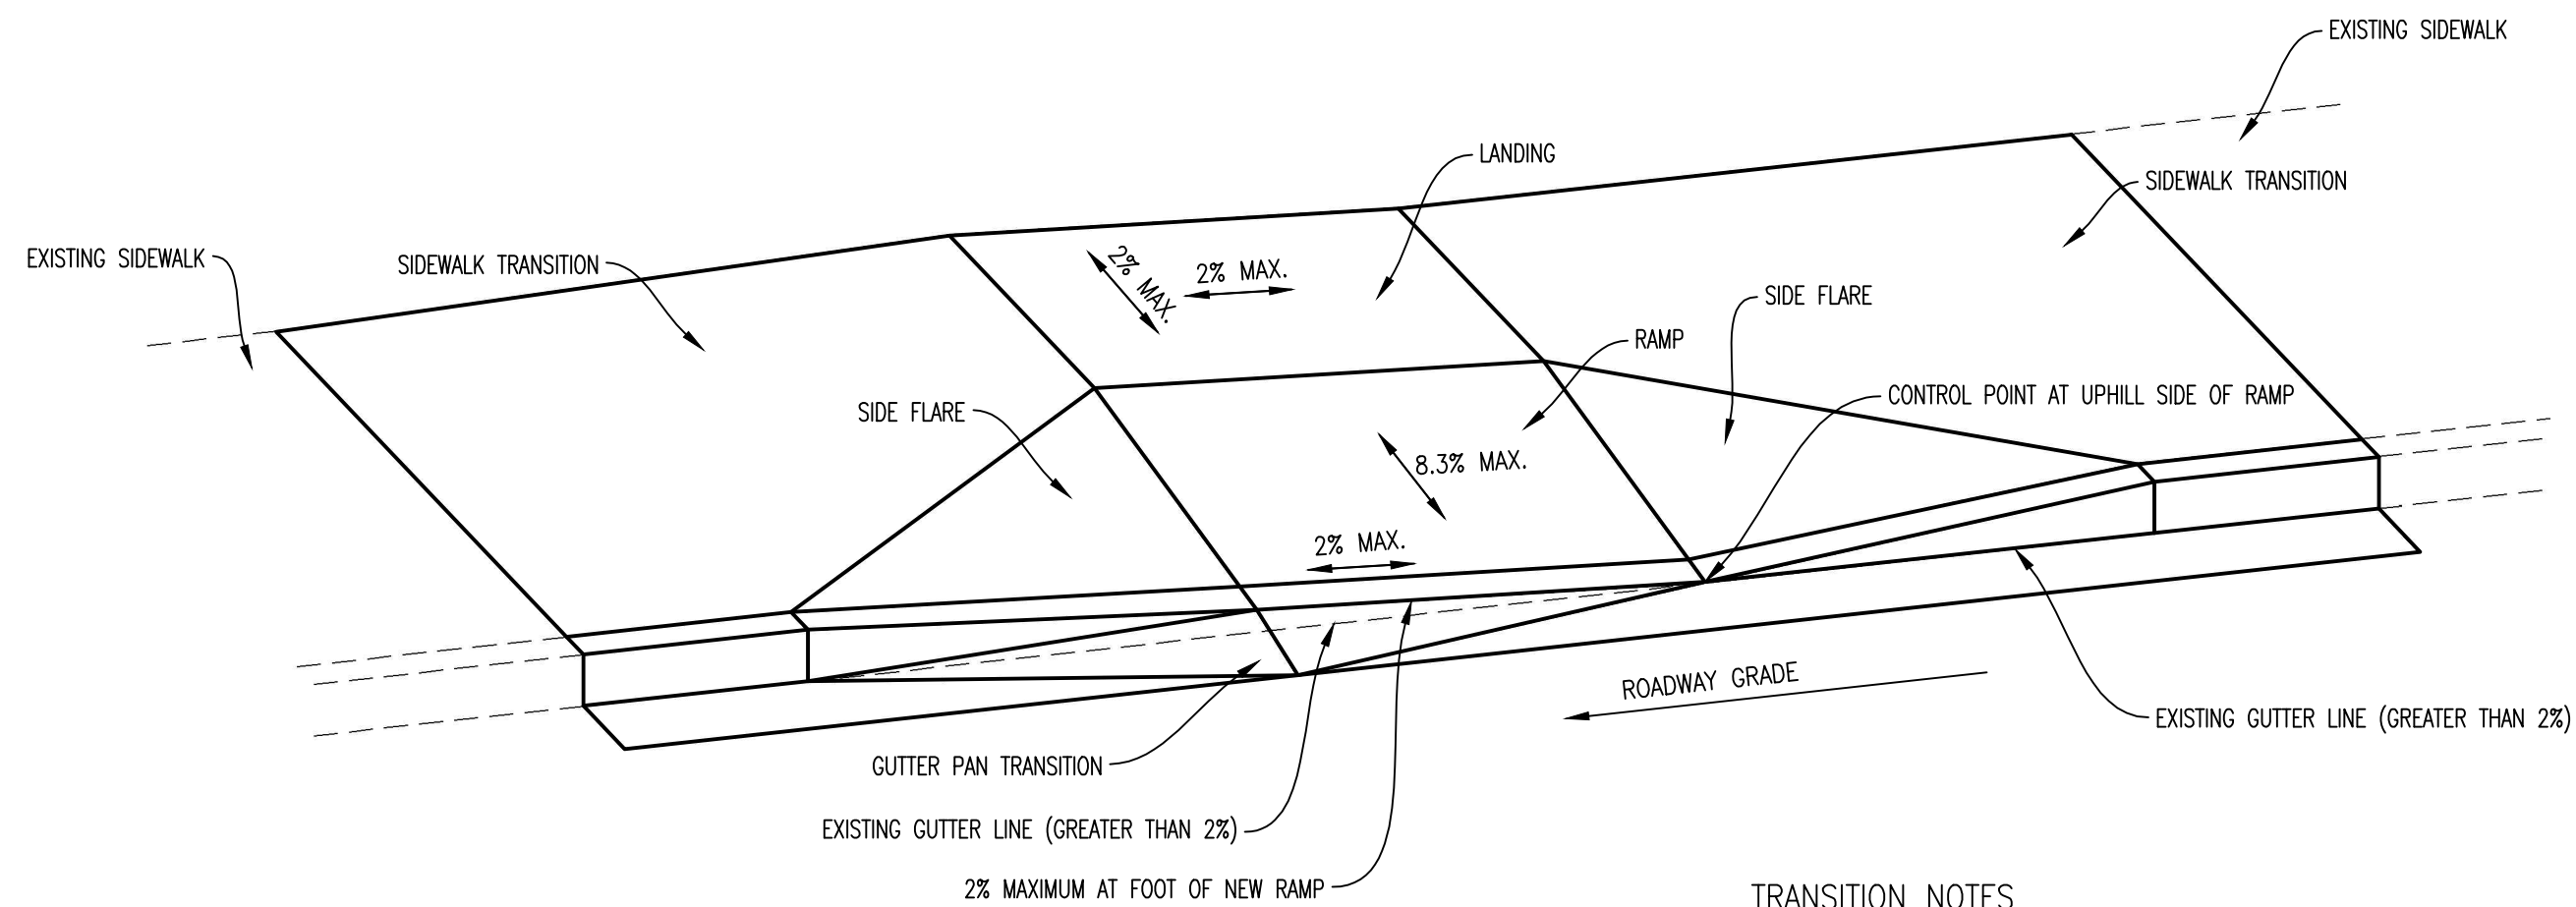 EXISTING SIDEWALK
LANDING
SIDEWALK TRANSITION
EXISTING SIDEWALK
SIDEWALK TRANSITION
2% MAX.
2% MAX.
SIDE FLARE
RAMP
CONTROL POINT AT UPHILL SIDE OF RAMP
SIDE FLARE
8.3% MAX.
2% MAX.
ROADWAY GRADE
EXISTING GUTTER LINE (GREATER THAN 2%)
GUTTER PAN TRANSITION
EXISTING GUTTER LINE (GREATER THAN 2%)
2% MAXIMUM AT FOOT OF NEW RAMP
TRANSITION NOTES